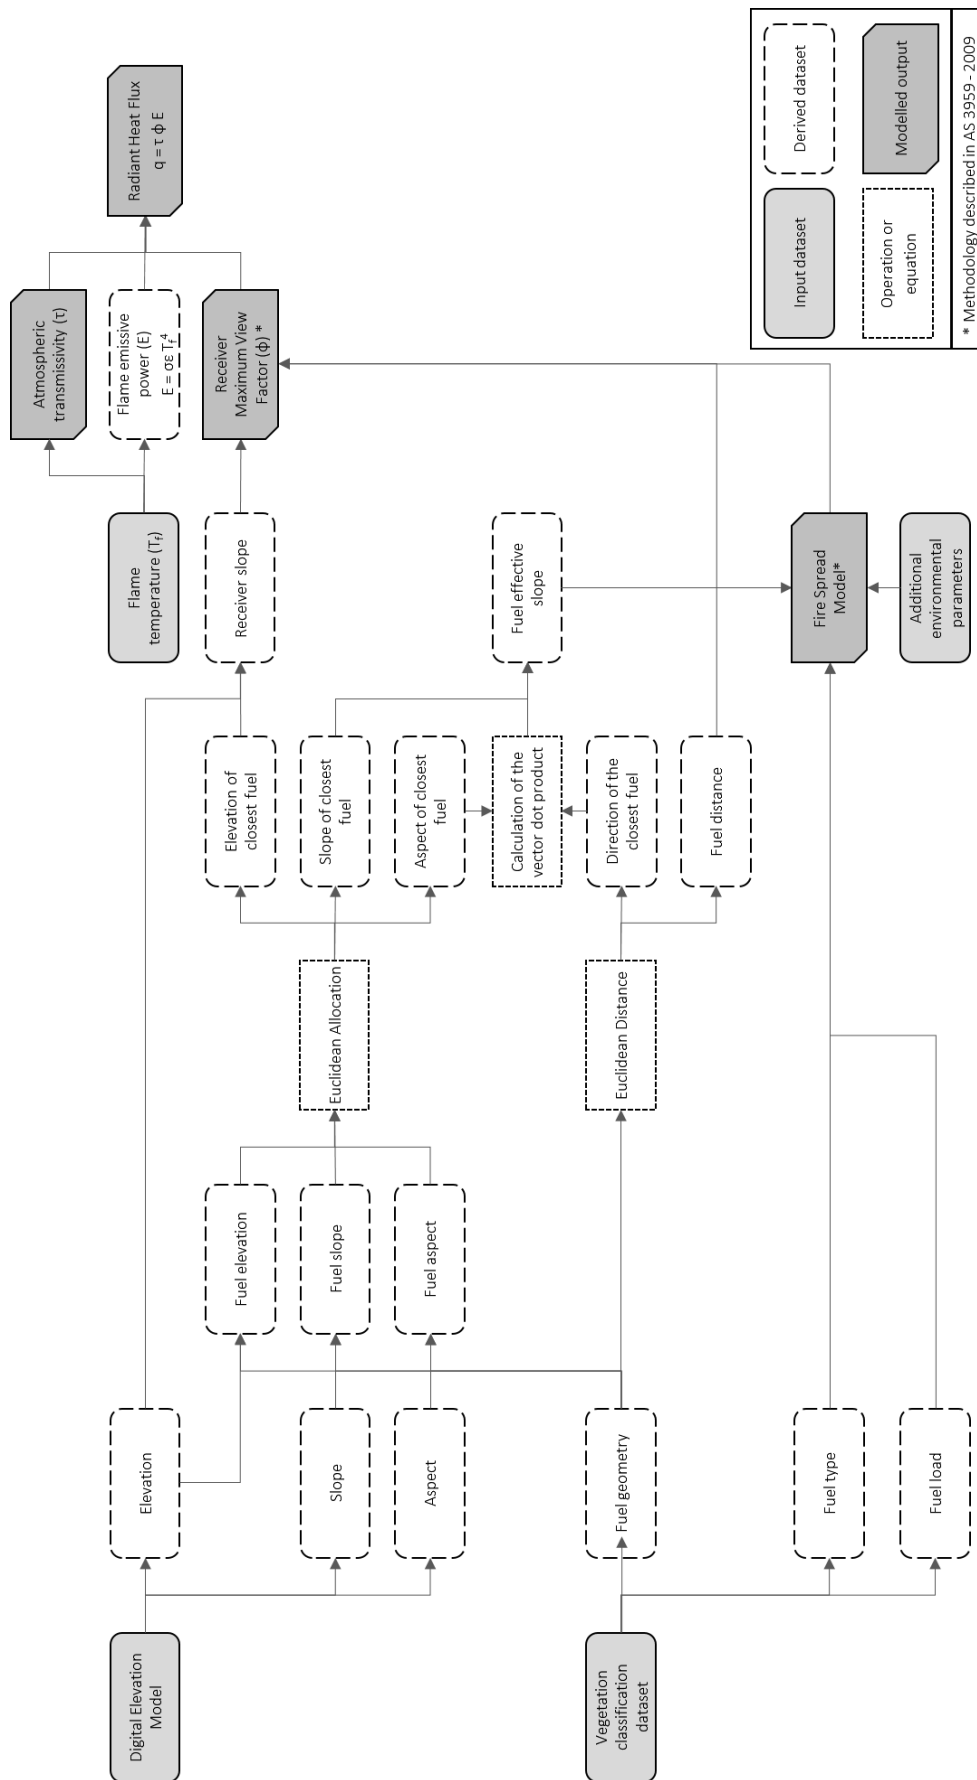 Digital Elevation
Model
Vegetation
classification
dataset
Elevation
Slope
Aspect
Fuel geometry
Fuel type
Fuel load
Fuel elevation
Fuel slope
Fuel aspect
Euclidean Allocation
Euclidean Distance
Elevation of
closest fuel
Slope of closest
fuel
Aspect of closest
fuel
Calculation of the
vector dot product
Direction of the
closest fuel
Fuel distance
Flame
temperature (T_f)
Receiver slope
Fuel effective
slope
Fire Spread
Model*
Additional
environmental
parameters
Atmospheric
transmissivity (τ)
Flame emissive
power (E)
E = σε T_f^4
Receiver
Maximum View
Factor (ϕ) *
Radiant Heat Flux
q = τ ϕ E
Input dataset
Derived dataset
Operation or
equation
Modelled output
* Methodology described in AS 3959 - 2009